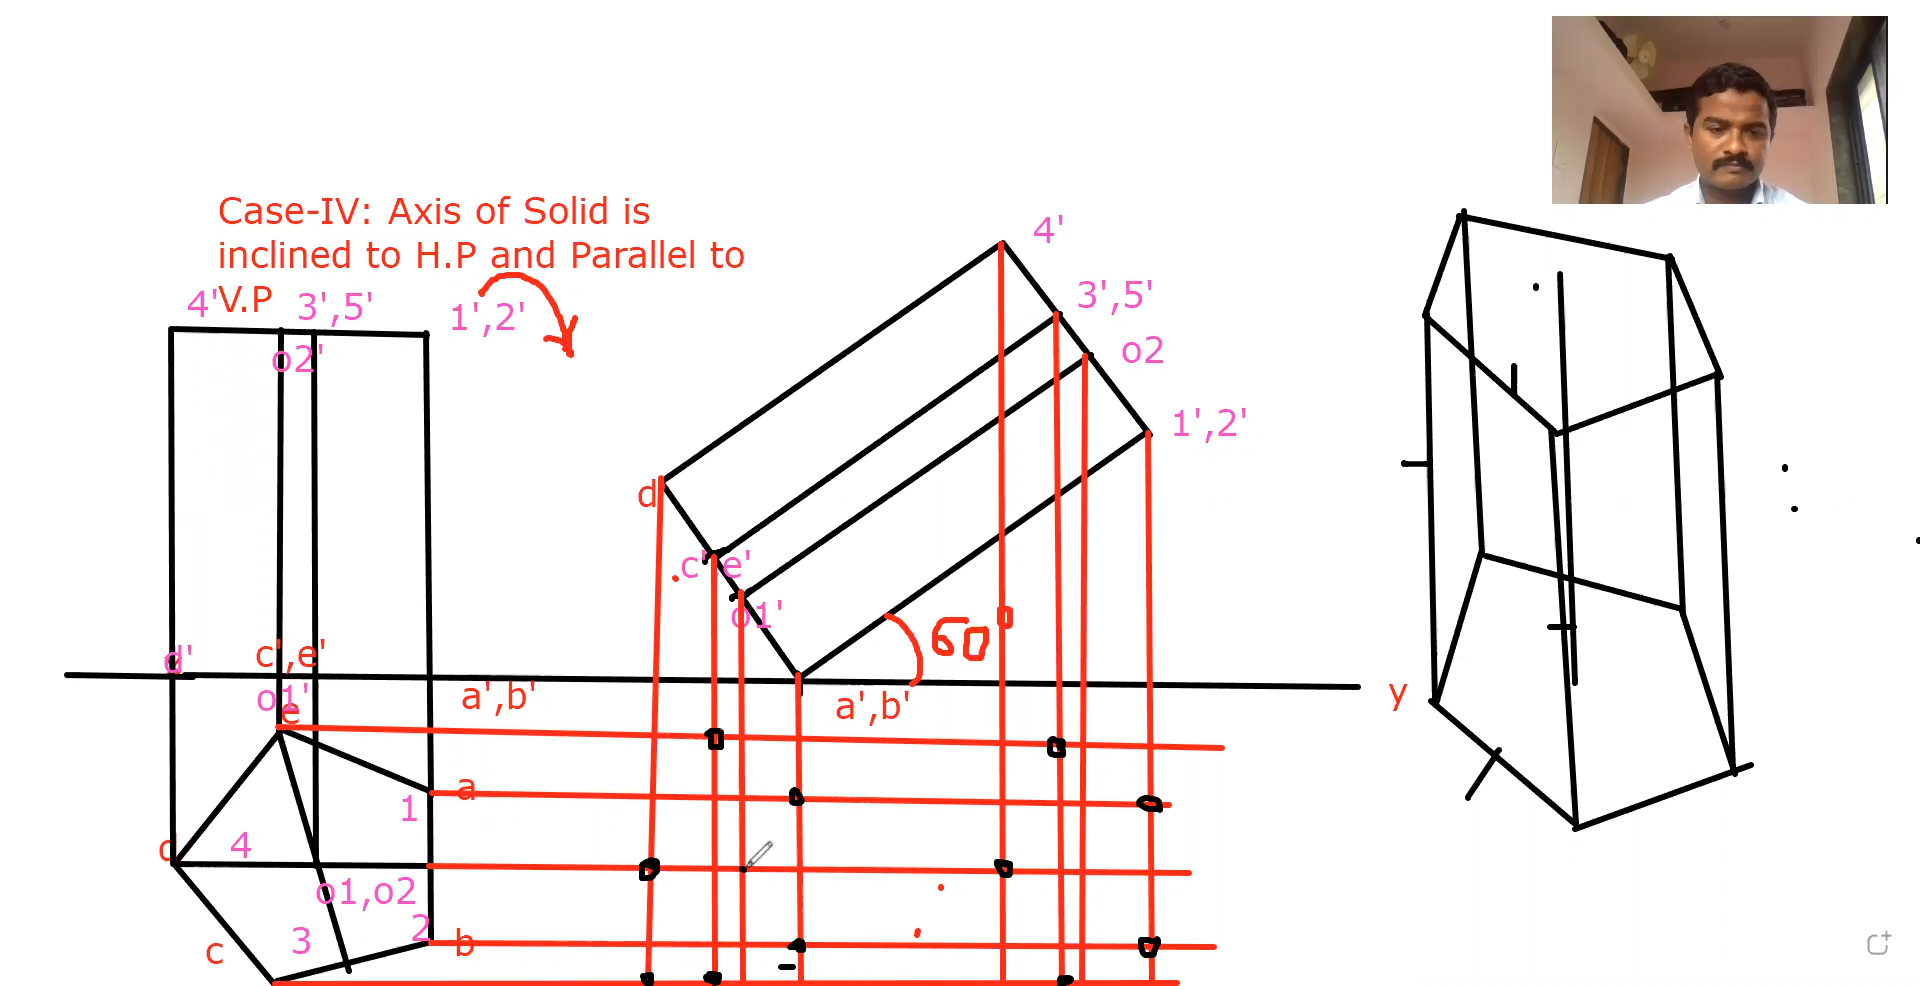 Case-IV: Axis of Solid is
inclined to H.P and Parallel to
V.P
4'
3',5'
1',2'
o2'
4'
3',5'
o2
1',2'
d
c' e'
o1'
60°
d'
c',e'
o1'
e
a',b'
a',b'
y
a
1
4
o1,o2
2
3
b
c